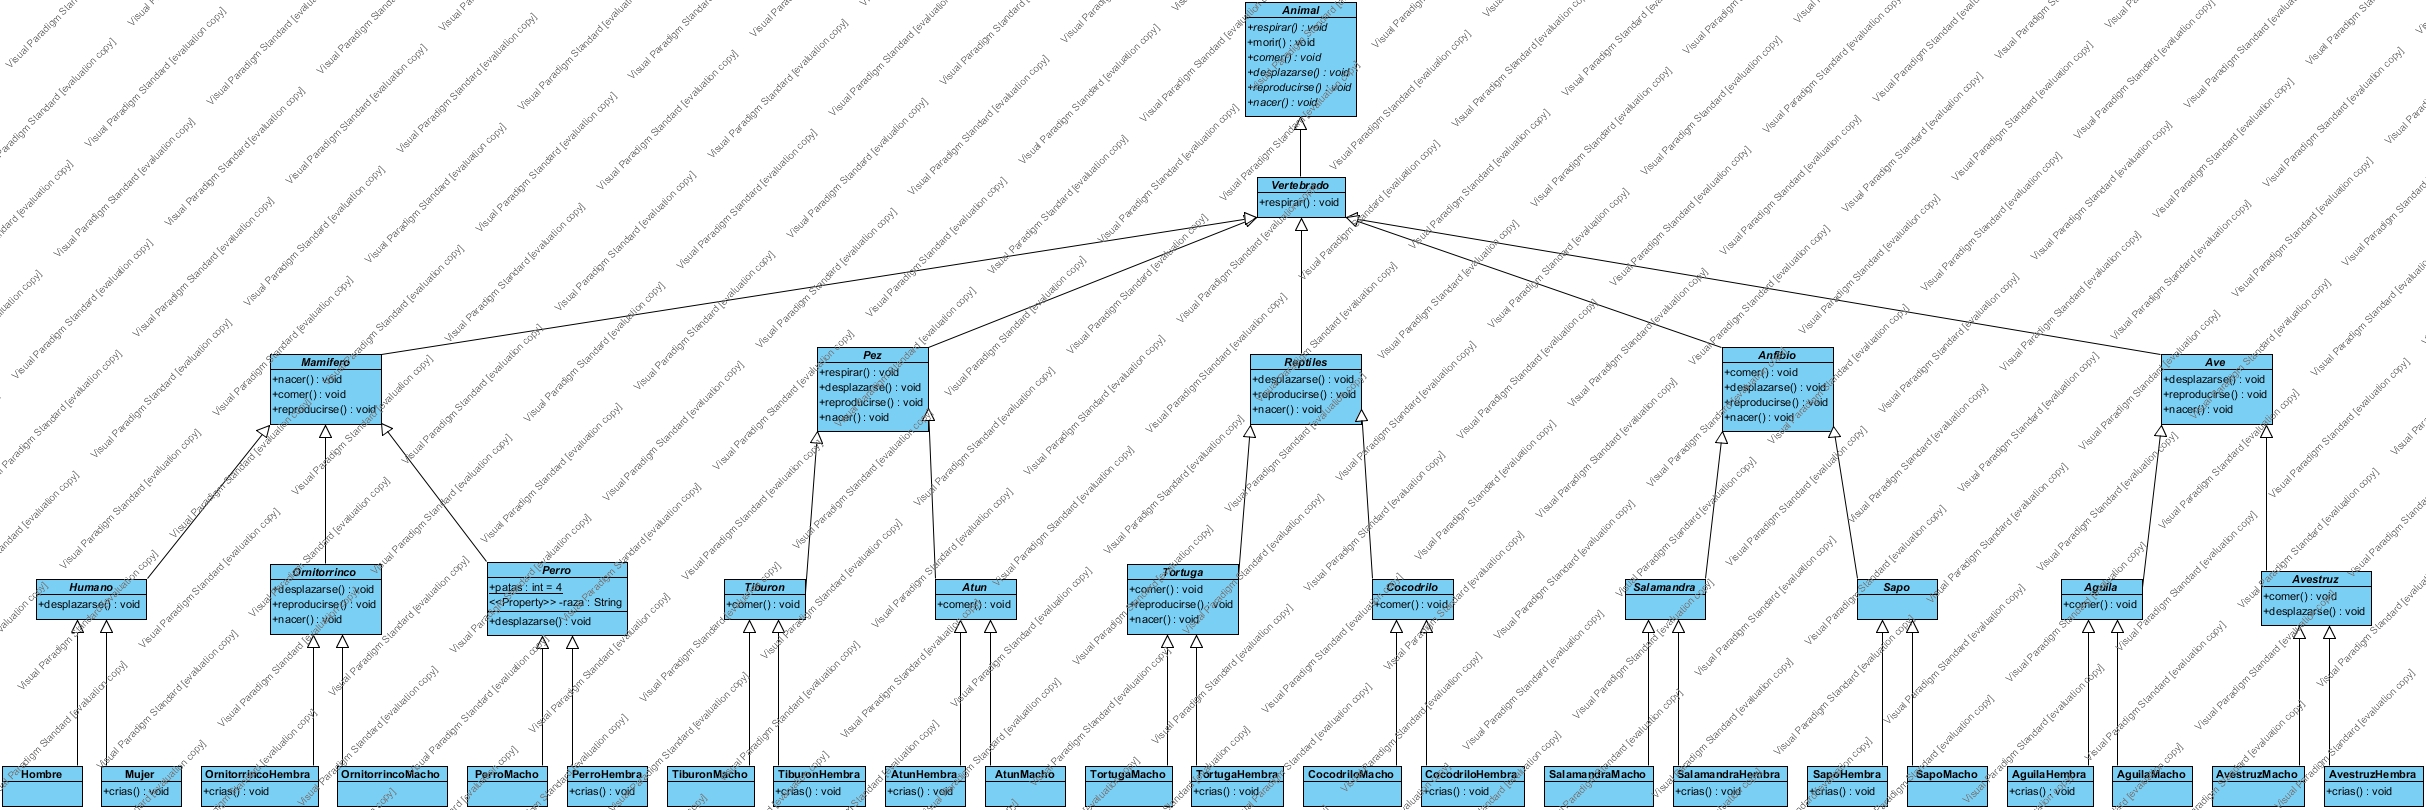 Animal
+respirar() : void
+morir() : void
+comer() : void
+desplazarse() : void
+reproducirse() : void
+nacer() : void
Vertebrado
+respirar() : void
Mamifero
+nacer() : void
+comer() : void
+reproducirse() : void
Pez
+respirar() : void
+desplazarse() : void
+reproducirse() : void
+nacer() : void
Reptiles
+desplazarse() : void
+reproducirse() : void
+nacer() : void
Anfibio
+comer() : void
+desplazarse() : void
+reproducirse() : void
+nacer() : void
Ave
+desplazarse() : void
+reproducirse() : void
+nacer() : void
Humano
+desplazarse() : void
Ornitorrinco
+desplazarse() : void
+reproducirse() : void
+nacer() : void
Perro
+patas : int = 4
<<Property>> -raza : String
+desplazarse() : void
Tiburon
+comer() : void
Atun
+comer() : void
Tortuga
+comer() : void
+reproducirse() : void
+nacer() : void
Cocodrilo
+comer() : void
Salamandra
Sapo
Aguila
+comer() : void
Avestruz
+comer() : void
+desplazarse() : void
Hombre
Mujer
+crias() : void
OrnitorrincoHembra
+crias() : void
OrnitorrincoMacho
PerroMacho
PerroHembra
+crias() : void
TiburonMacho
TiburonHembra
+crias() : void
AtunHembra
+crias() : void
AtunMacho
TortugaMacho
TortugaHembra
+crias() : void
CocodriloMacho
CocodriloHembra
+crias() : void
SalamandraMacho
SalamandraHembra
+crias() : void
SapoHembra
+crias() : void
SapoMacho
AguilaHembra
+crias() : void
AguilaMacho
AvestruzMacho
AvestruzHembra
+crias() : void
Visual Paradigm Standard [evaluation copy]